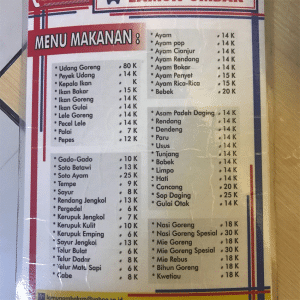 MENU MAKANAN :
* Udang Goreng * 80 K
* Peyek Udang * 14 K
* Kepala Ikan * K
* Ikan Bakar * 15 K
* Ikan Goreng * 14 K
* Ikan Gulai * 14 K
* Lele Goreng * 14 K
* Pecel Lele * 14 K
* Palai * 7 K
* Pepes * 12 K
* Gado-Gado * 10 K
* Soto Betawi * 13 K
* Soto Ayam * 25 K
* Tempe * 9 K
* Sayur * 8 K
* Rendang Jengkol * 13 K
* Pergedel * 6 K
* Kerupuk Jengkol * 7 K
* Kerupuk Kulit * 10 K
* Kerupuk Emping * 6 K
* Sayur Jengkol * 13 K
* Telur Bulat * 6 K
* Telur Dadar * 8 K
* Telur Mata Sapi * 6 K
* Cabe * 8 K
* Ayam * 14 K
* Ayam pop * 14 K
* Ayam Cianjur * 14 K
* Ayam Rendang * 14 K
* Ayam Bakar * 14 K
* Ayam Penyet * 15 K
* Ayam Rica-Rica * 15 K
* Bebek * 20 K
* Asam Padeh Daging * 14 K
* Rendang * 14 K
* Dendeng * 14 K
* Paru * 14 K
* Usus * 14 K
* Tunjang * 14 K
* Babek * 14 K
* Limpa * 14 K
* Hati * 14 K
* Cancang * 20 K
* Sop Daging * 25 K
* Gulai Otak * 14 K
* Nasi Goreng * 18 K
* Nasi Goreng Spesial * 30 K
* Mie Goreng * 18 K
* Mie Goreng Spesial * 30 K
* Mie Rebus * 18 K
* Bihun Goreng * 18 K
* Kwetiau * 18 K